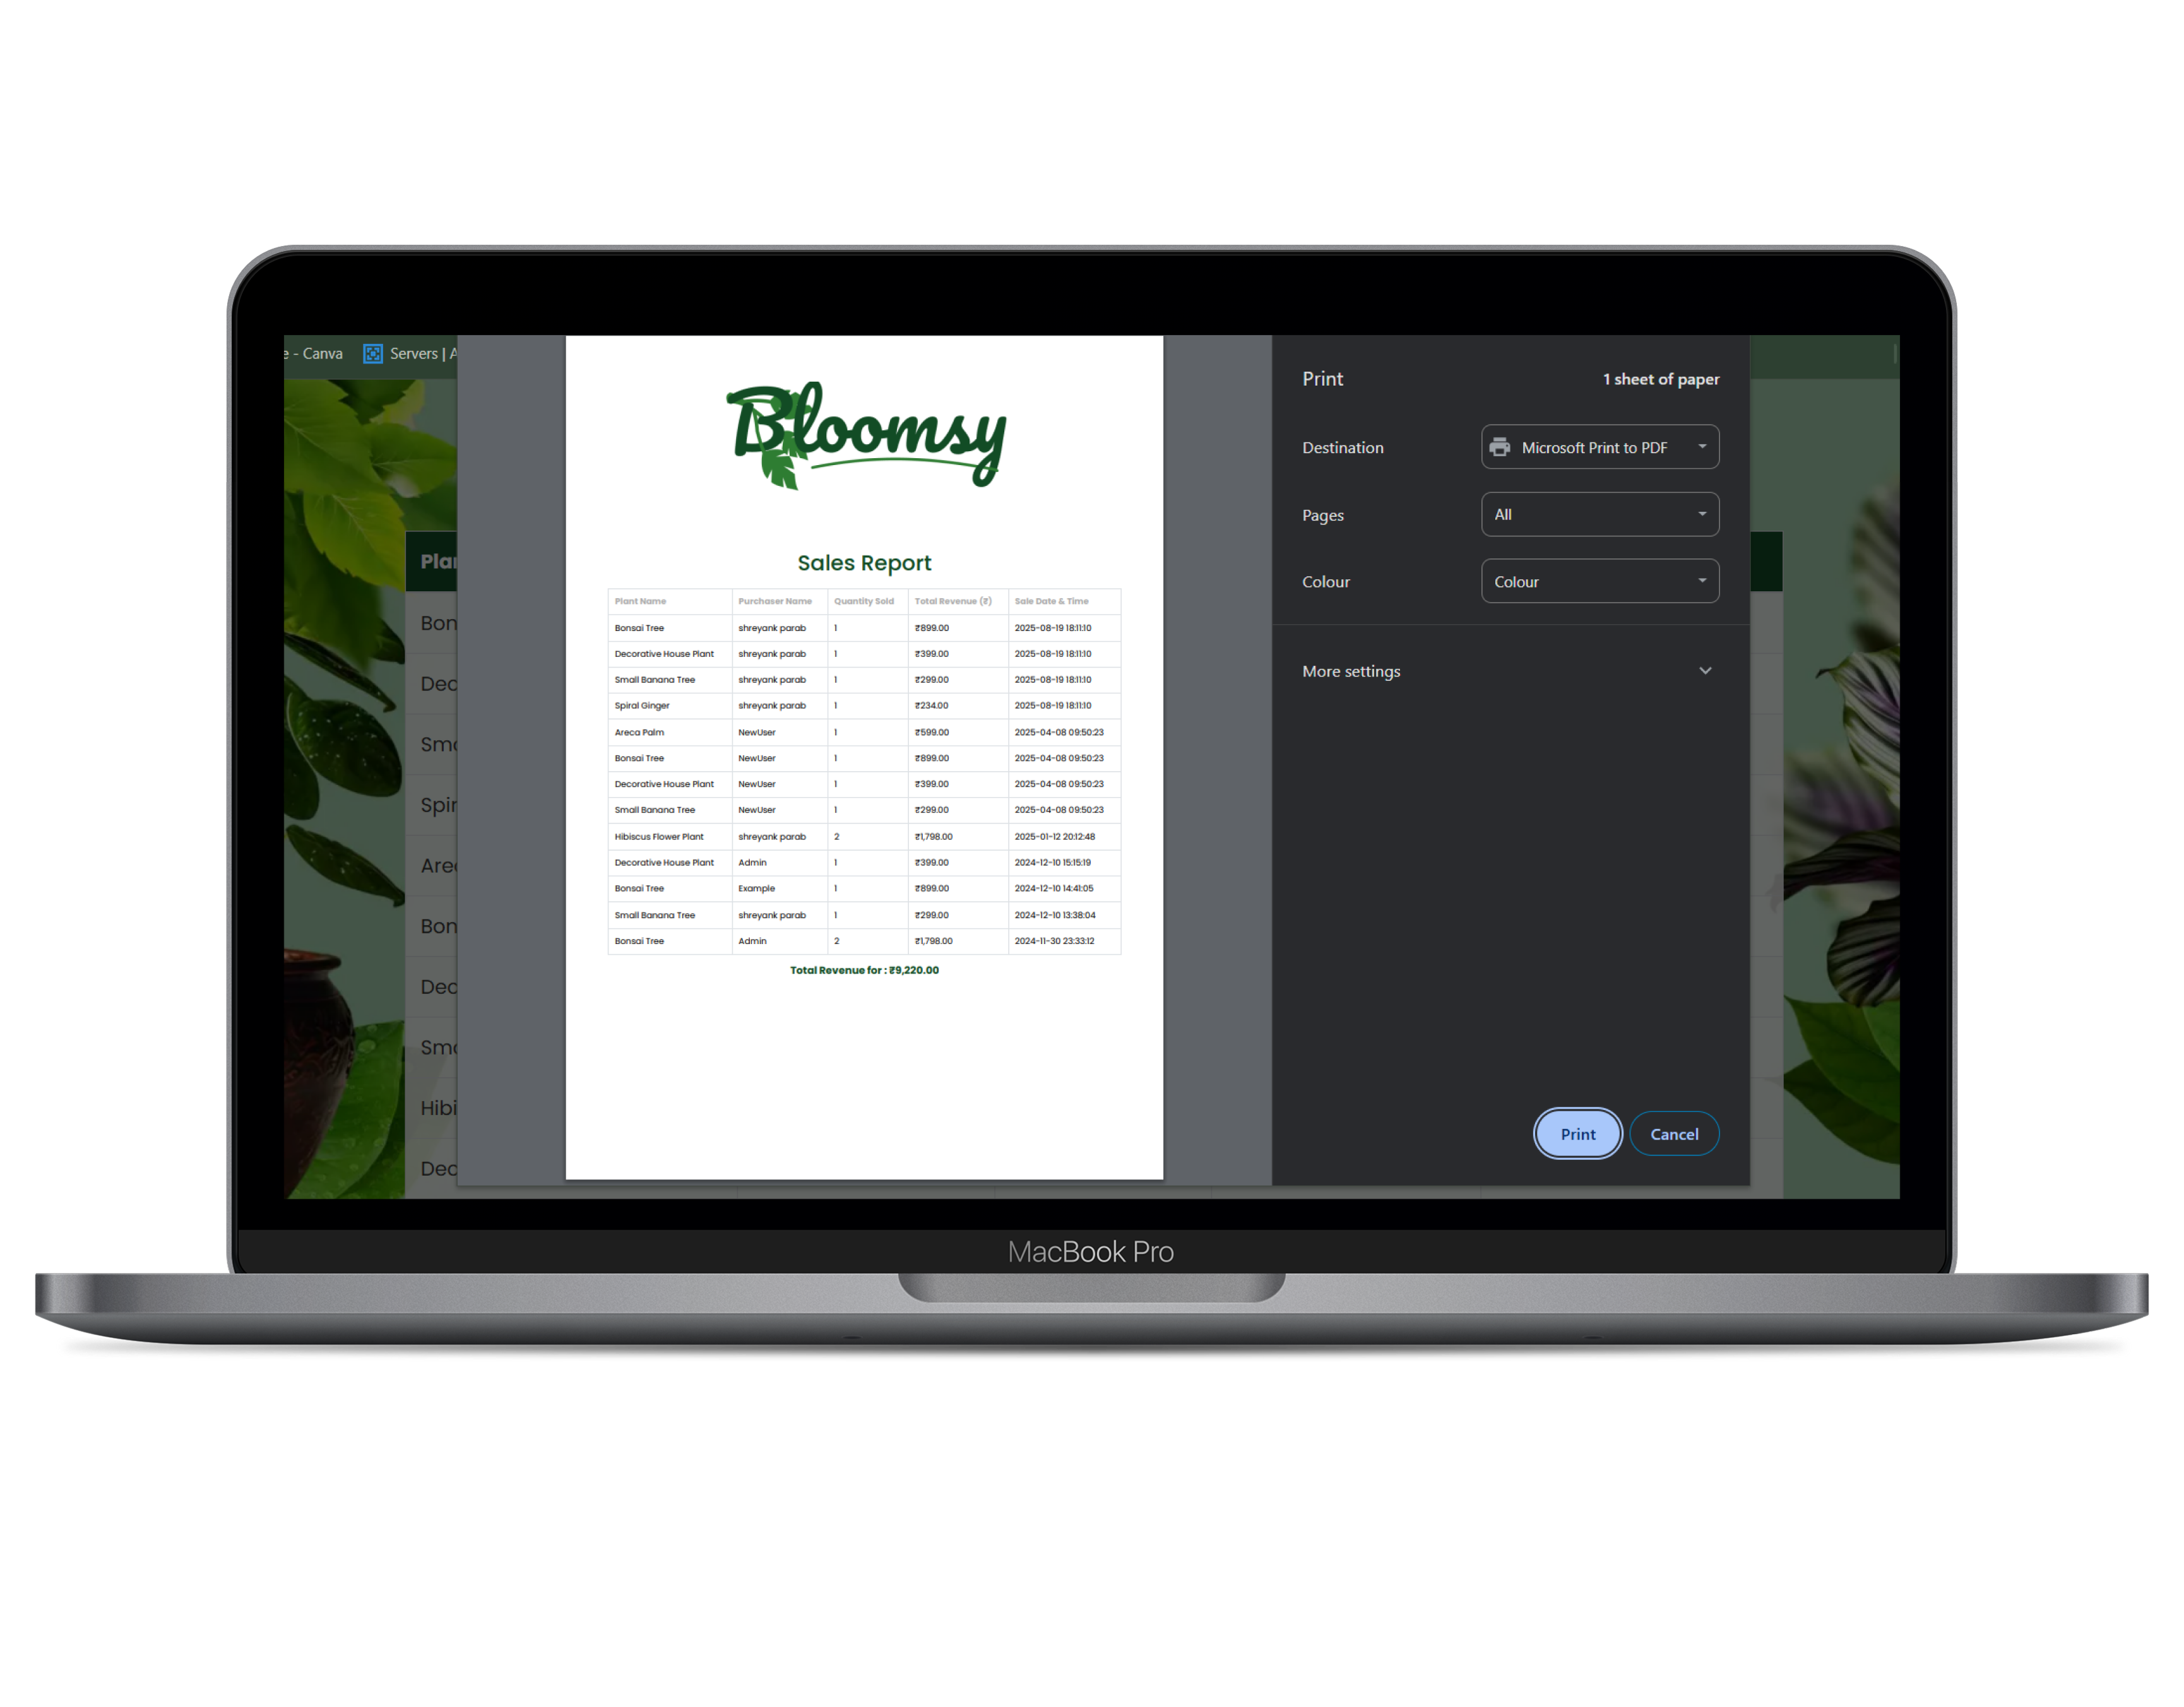 e - Canva Servers | A
Bloomsy
Sales Report
Plant Name Purchaser Name Quantity Sold Total Revenue (₹) Sale Date & Time
Bonsai Tree shreyank parab 1 ₹899.00 2025-08-19 18:11:10
Decorative House Plant shreyank parab 1 ₹399.00 2025-08-19 18:11:10
Small Banana Tree shreyank parab 1 ₹299.00 2025-08-19 18:11:10
Spiral Ginger shreyank parab 1 ₹234.00 2025-08-19 18:11:10
Areca Palm NewUser 1 ₹599.00 2025-04-08 09:50:23
Bonsai Tree NewUser 1 ₹899.00 2025-04-08 09:50:23
Decorative House Plant NewUser 1 ₹399.00 2025-04-08 09:50:23
Small Banana Tree NewUser 1 ₹299.00 2025-04-08 09:50:23
Hibiscus Flower Plant shreyank parab 2 ₹1,798.00 2025-01-12 20:12:48
Decorative House Plant Admin 1 ₹399.00 2024-12-10 15:15:19
Bonsai Tree Example 1 ₹899.00 2024-12-10 14:41:05
Small Banana Tree shreyank parab 1 ₹299.00 2024-12-10 13:38:04
Bonsai Tree Admin 2 ₹1,798.00 2024-11-30 23:33:12
Total Revenue for : ₹9,220.00
Plan
Bon
Dec
Smo
Spir
Arec
Bon
Dec
Smo
Hibi
Dec
Print 1 sheet of paper
Destination Microsoft Print to PDF
Pages All
Colour Colour
More settings
Print Cancel
MacBook Pro